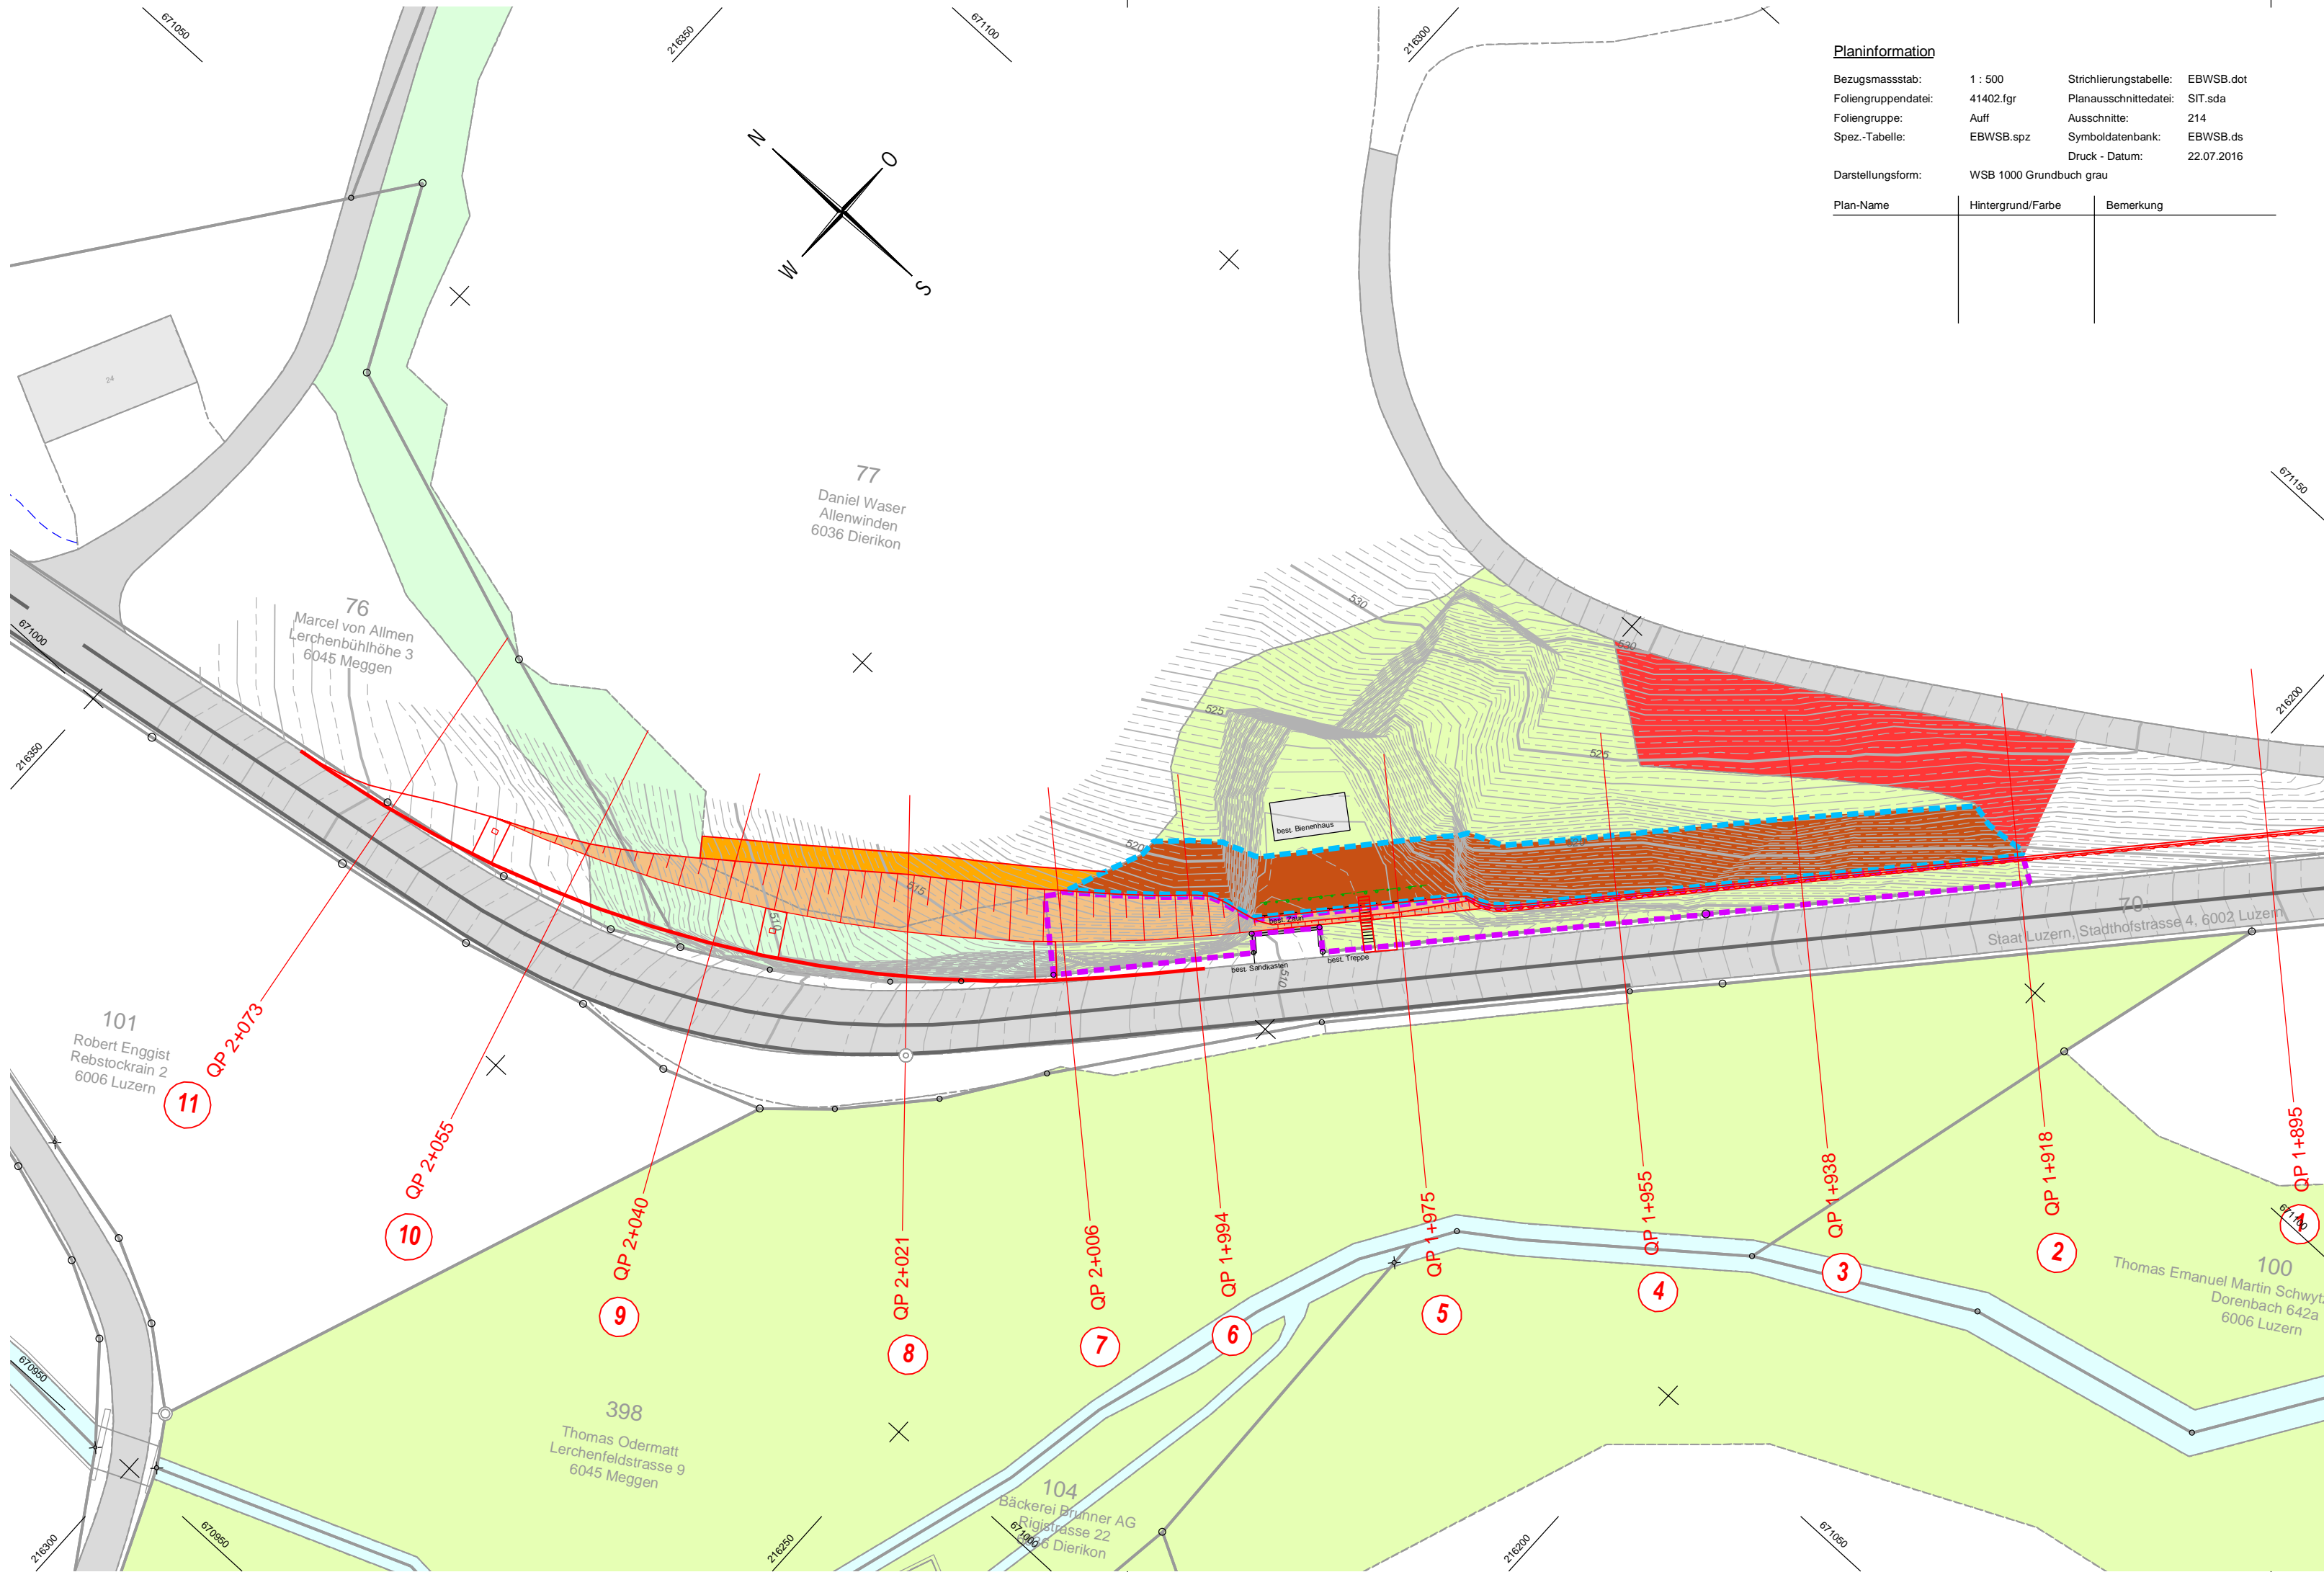 671050
216350
671100
216300
Planinformation
Bezugsmassstab: 1 : 500 Strichlierungstabelle: EBWSB.dot
Foliengruppendatei: 41402.fgr Planausschnittedatei: SIT.sda
Foliengruppe: Auff Ausschnitte: 214
Spez.-Tabelle: EBWSB.spz Symboldatenbank: EBWSB.ds
Druck - Datum: 22.07.2016
Darstellungsform: WSB 1000 Grundbuch grau
Plan-Name Hintergrund/Farbe Bemerkung
N
O
W
S
24
77
Daniel Waser
Allenwinden
6036 Dierikon
671150
76
Marcel von Allmen
Lerchenbühlhöhe 3
6045 Meggen
671000
216350
530
530
525
525
216200
520
515
510
510
best. Bienenhaus
best. Zaun
best. Sandkasten
best. Treppe
70
Staat Luzern, Stadthofstrasse 4, 6002 Luzern
101
Robert Enggist
Rebstockrain 2
6006 Luzern
QP 2+073
11
QP 2+055
10
QP 2+040
9
QP 2+021
8
QP 2+006
7
QP 1+994
6
QP 1+975
5
QP 1+955
4
QP 1+938
3
QP 1+918
2
QP 1+895
1
671100
100
Thomas Emanuel Martin Schwyt
Dorenbach 642a
6006 Luzern
670950
398
Thomas Odermatt
Lerchenfeldstrasse 9
6045 Meggen
104
Bäckerei Brunner AG
Rigistrasse 22
Dierikon
216300
670950
216250
671000
216200
671050